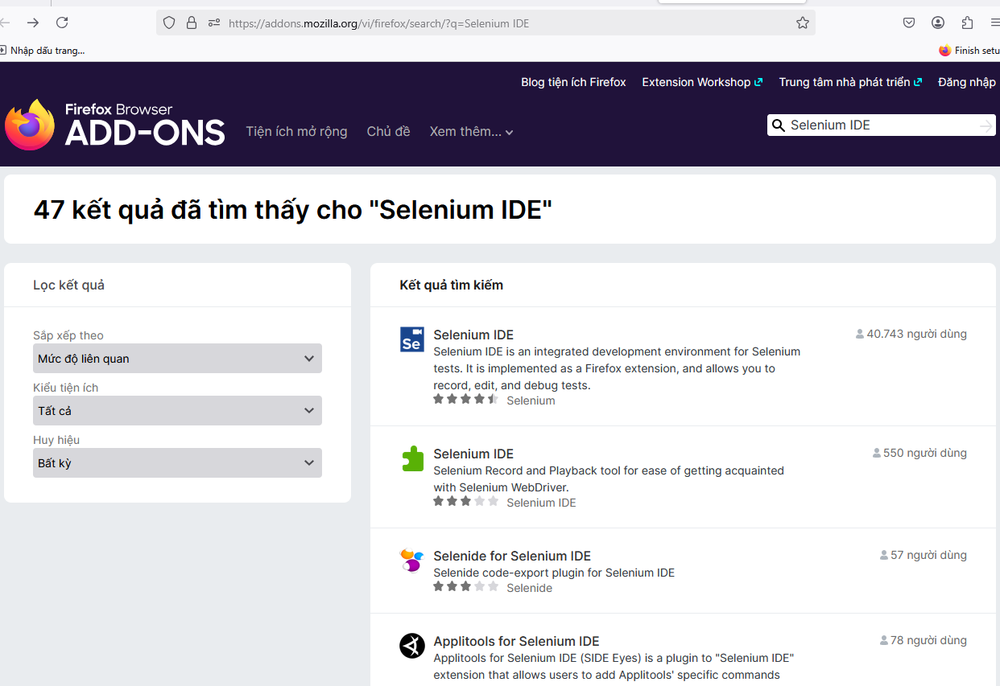 https://addons.mozilla.org/vi/firefox/search/?q=Selenium IDE
Nhập dấu trang...
Blog tiện ích Firefox
Extension Workshop
Trung tâm nhà phát triển
Đăng nhập
Firefox Browser
ADD-ONS
Tiện ích mở rộng
Chủ đề
Xem thêm...
Selenium IDE
47 kết quả đã tìm thấy cho "Selenium IDE"
Lọc kết quả
Sắp xếp theo
Mức độ liên quan
Kiểu tiện ích
Tất cả
Huy hiệu
Bất kỳ
Kết quả tìm kiếm
Se
Selenium IDE
40.743 người dùng
Selenium IDE is an integrated development environment for Selenium
tests. It is implemented as a Firefox extension, and allows you to
record, edit, and debug tests.
Selenium
Selenium IDE
550 người dùng
Selenium Record and Playback tool for ease of getting acquainted
with Selenium WebDriver.
Selenium IDE
Selenide for Selenium IDE
57 người dùng
Selenide code-export plugin for Selenium IDE
Selenide
Applitools for Selenium IDE
78 người dùng
Applitools for Selenium IDE (SIDE Eyes) is a plugin to "Selenium IDE"
extension that allows users to add Applitools' specific commands